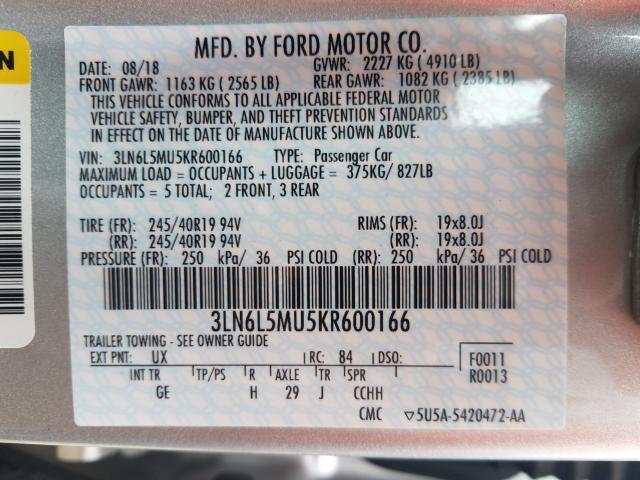 MFD. BY FORD MOTOR CO.
DATE: 08/18 GVWR: 2227 KG ( 4910 LB)
FRONT GAWR: 1163 KG ( 2565 LB) REAR GAWR: 1082 KG ( 2385 LB)
THIS VEHICLE CONFORMS TO ALL APPLICABLE FEDERAL MOTOR
VEHICLE SAFETY, BUMPER, AND THEFT PREVENTION STANDARDS
IN EFFECT ON THE DATE OF MANUFACTURE SHOWN ABOVE.
VIN: 3LN6L5MU5KR600166 TYPE: Passenger Car
MAXIMUM LOAD = OCCUPANTS + LUGGAGE = 375KG/ 827LB
OCCUPANTS = 5 TOTAL; 2 FRONT, 3 REAR
TIRE (FR): 245/40R19 94V RIMS (FR): 19x8.0J
(RR): 245/40R19 94V (RR): 19x8.0J
PRESSURE (FR): 250 kPa/ 36 PSI COLD (RR): 250 kPa/ 36 PSI COLD
3LN6L5MU5KR600166
TRAILER TOWING - SEE OWNER GUIDE
EXT PNT: UX RC: 84 DSO: F0011
R0013
INT TR TP/PS R AXLE TR SPR
GE H 29 J CCHH
CMC ▽5U5A-5420472-AA